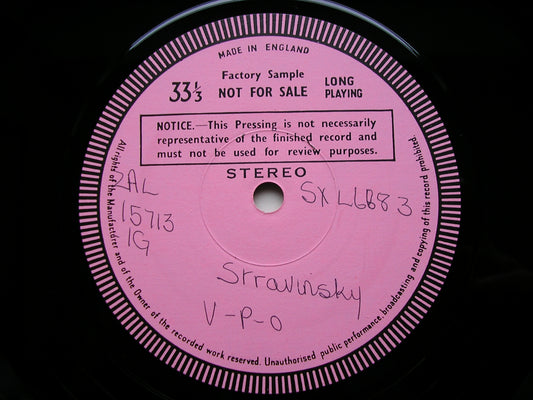 MADE IN ENGLAND
Factory Sample
33⅓ NOT FOR SALE LONG PLAYING
NOTICE.—This Pressing is not necessarily
representative of the finished record and
must not be used for review purposes.
STEREO
ZAL
15713
1G
SXL6883
Stravinsky
V-P-O
All rights of the Manufacturer and of the Owner of the recorded work reserved. Unauthorised public performance, broadcasting and copying of this record prohibited.